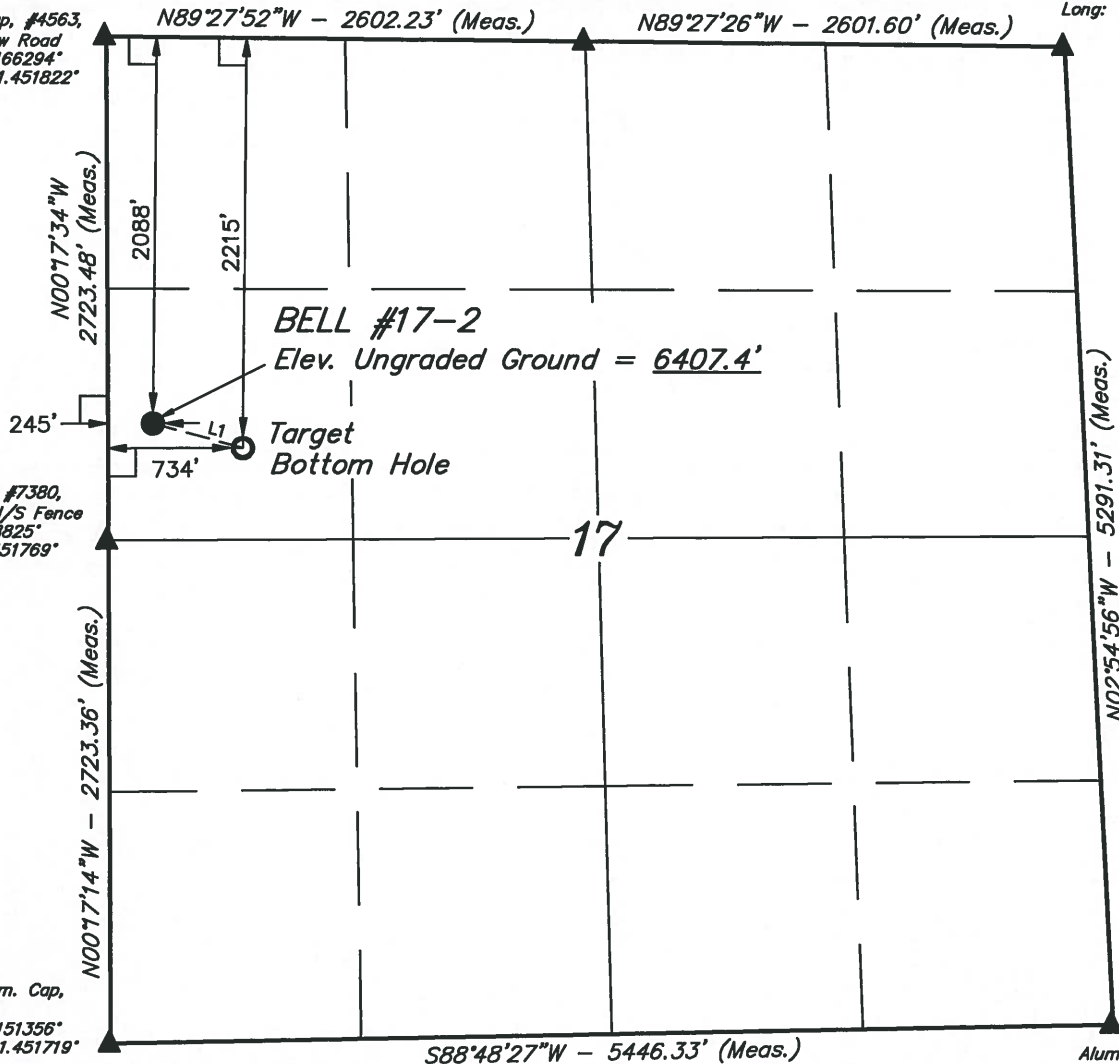 N89°27'52"W - 2602.23' (Meas.)
N89°27'26"W - 2601.60' (Meas.)
Long:
#4563,
Road
66294°
1.451822°
N00°17'34"W
2723.48' (Meas.)
2088'
2215'
BELL #17-2
Elev. Ungraded Ground = 6407.4'
245'
L1
Target
Bottom Hole
734'
#7380,
N/S Fence
825°
51769°
17
N02°54'56"W - 5291.31' (Meas.)
N00°17'14"W - 2723.36' (Meas.)
Cap,
151356°
1.451719°
S88°48'27"W - 5446.33' (Meas.)
Alum